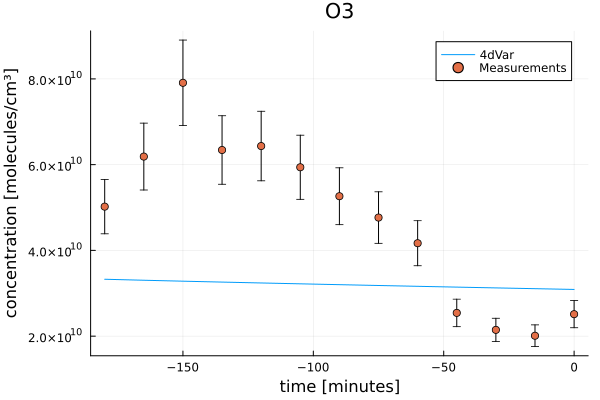 O3
concentration [molecules/cm³]
8.0×10¹⁰
6.0×10¹⁰
4.0×10¹⁰
2.0×10¹⁰
4dVar
Measurements
−150
−100
−50
0
time [minutes]